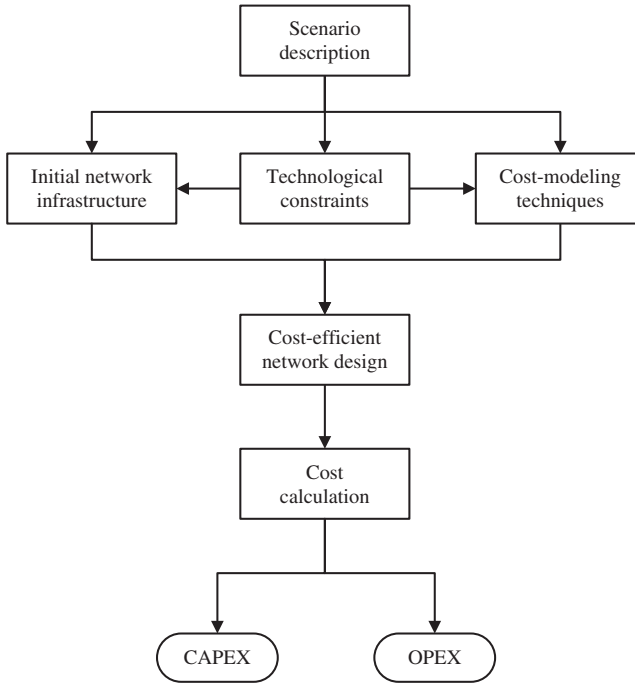 Scenario
description
Initial network
infrastructure
Technological
constraints
Cost-modeling
techniques
Cost-efficient
network design
Cost
calculation
CAPEX
OPEX